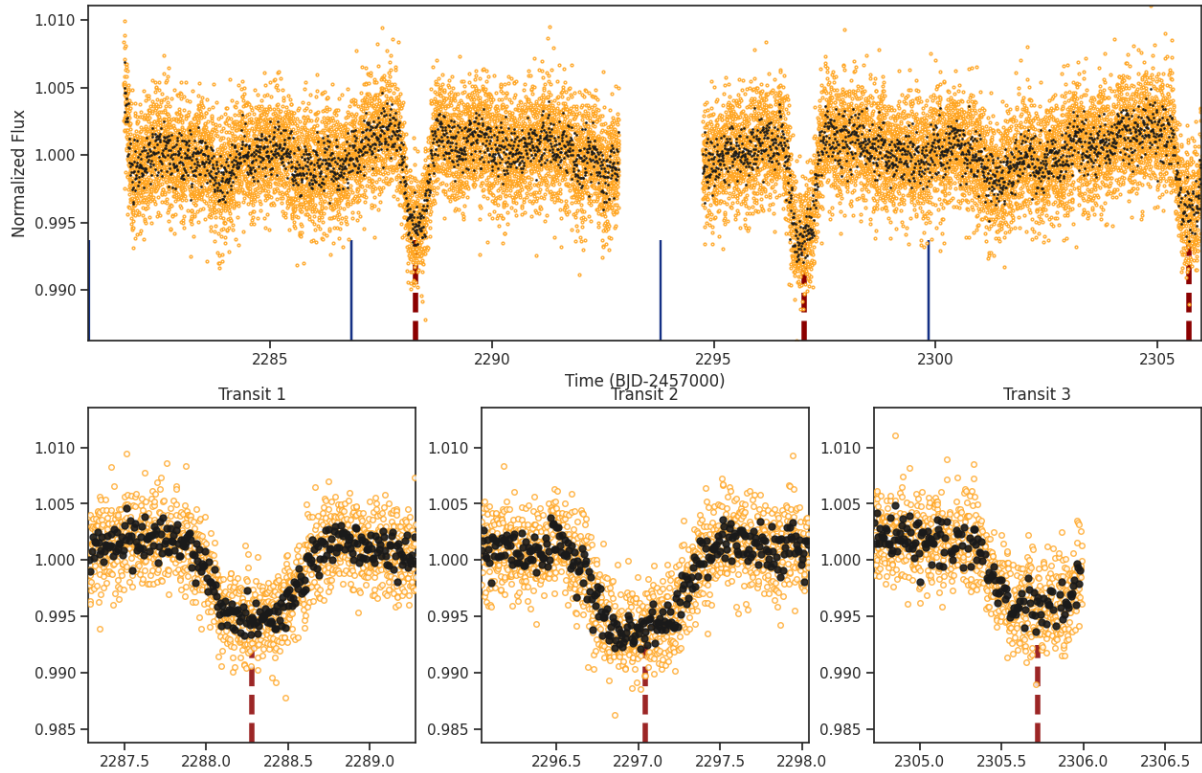 1.010
1.005
1.000
0.995
0.990
Normalized Flux
2285 2290 2295 2300 2305
Time (BJD-2457000)
Transit 1 Transit 2 Transit 3
1.010 1.010 1.010
1.005 1.005 1.005
1.000 1.000 1.000
0.995 0.995 0.995
0.990 0.990 0.990
0.985 0.985 0.985
2287.5 2288.0 2288.5 2289.0 2296.5 2297.0 2297.5 2298.0 2305.0 2305.5 2306.0 2306.5